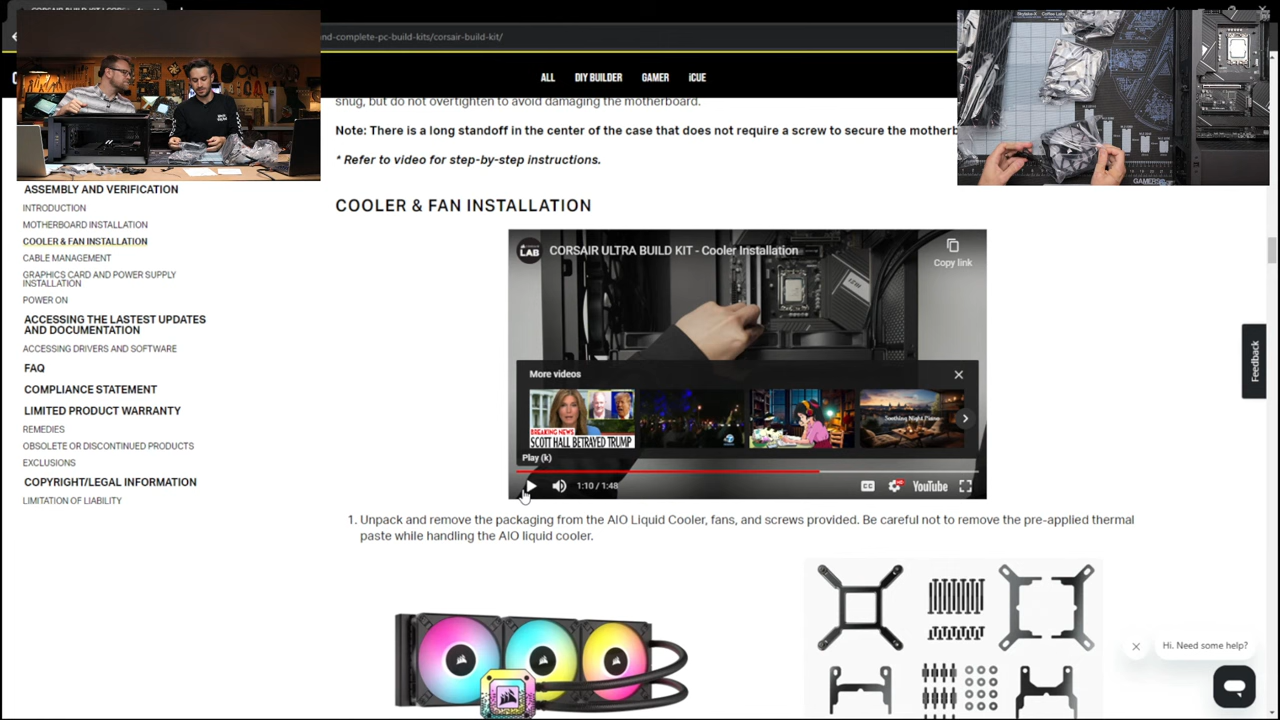 nd-complete-pc-build-kits/corsair-build-kit/
ALL
DIY BUILDER
GAMER
iCUE
snug, but do not overtighten to avoid damaging the motherboard.
Note: There is a long standoff in the center of the case that does not require a screw to secure the motherb
* Refer to video for step-by-step instructions.
GAMERS
ASSEMBLY AND VERIFICATION
INTRODUCTION
MOTHERBOARD INSTALLATION
COOLER & FAN INSTALLATION
CABLE MANAGEMENT
GRAPHICS CARD AND POWER SUPPLY
INSTALLATION
POWER ON
ACCESSING THE LASTEST UPDATES
AND DOCUMENTATION
ACCESSING DRIVERS AND SOFTWARE
FAQ
COMPLIANCE STATEMENT
LIMITED PRODUCT WARRANTY
REMEDIES
OBSOLETE OR DISCONTINUED PRODUCTS
EXCLUSIONS
COPYRIGHT/LEGAL INFORMATION
LIMITATION OF LIABILITY
COOLER & FAN INSTALLATION
LAB
CORSAIR ULTRA BUILD KIT - Cooler Installation
Copy link
More videos
BREAKING NEWS
SCOTT HALL BETRAYED TRUMP
Soothing Night Piano
Play (k)
1:10 / 1:48
CC
YouTube
1. Unpack and remove the packaging from the AIO Liquid Cooler, fans, and screws provided. Be careful not to remove the pre-applied thermal
paste while handling the AIO liquid cooler.
Feedback
Hi. Need some help?